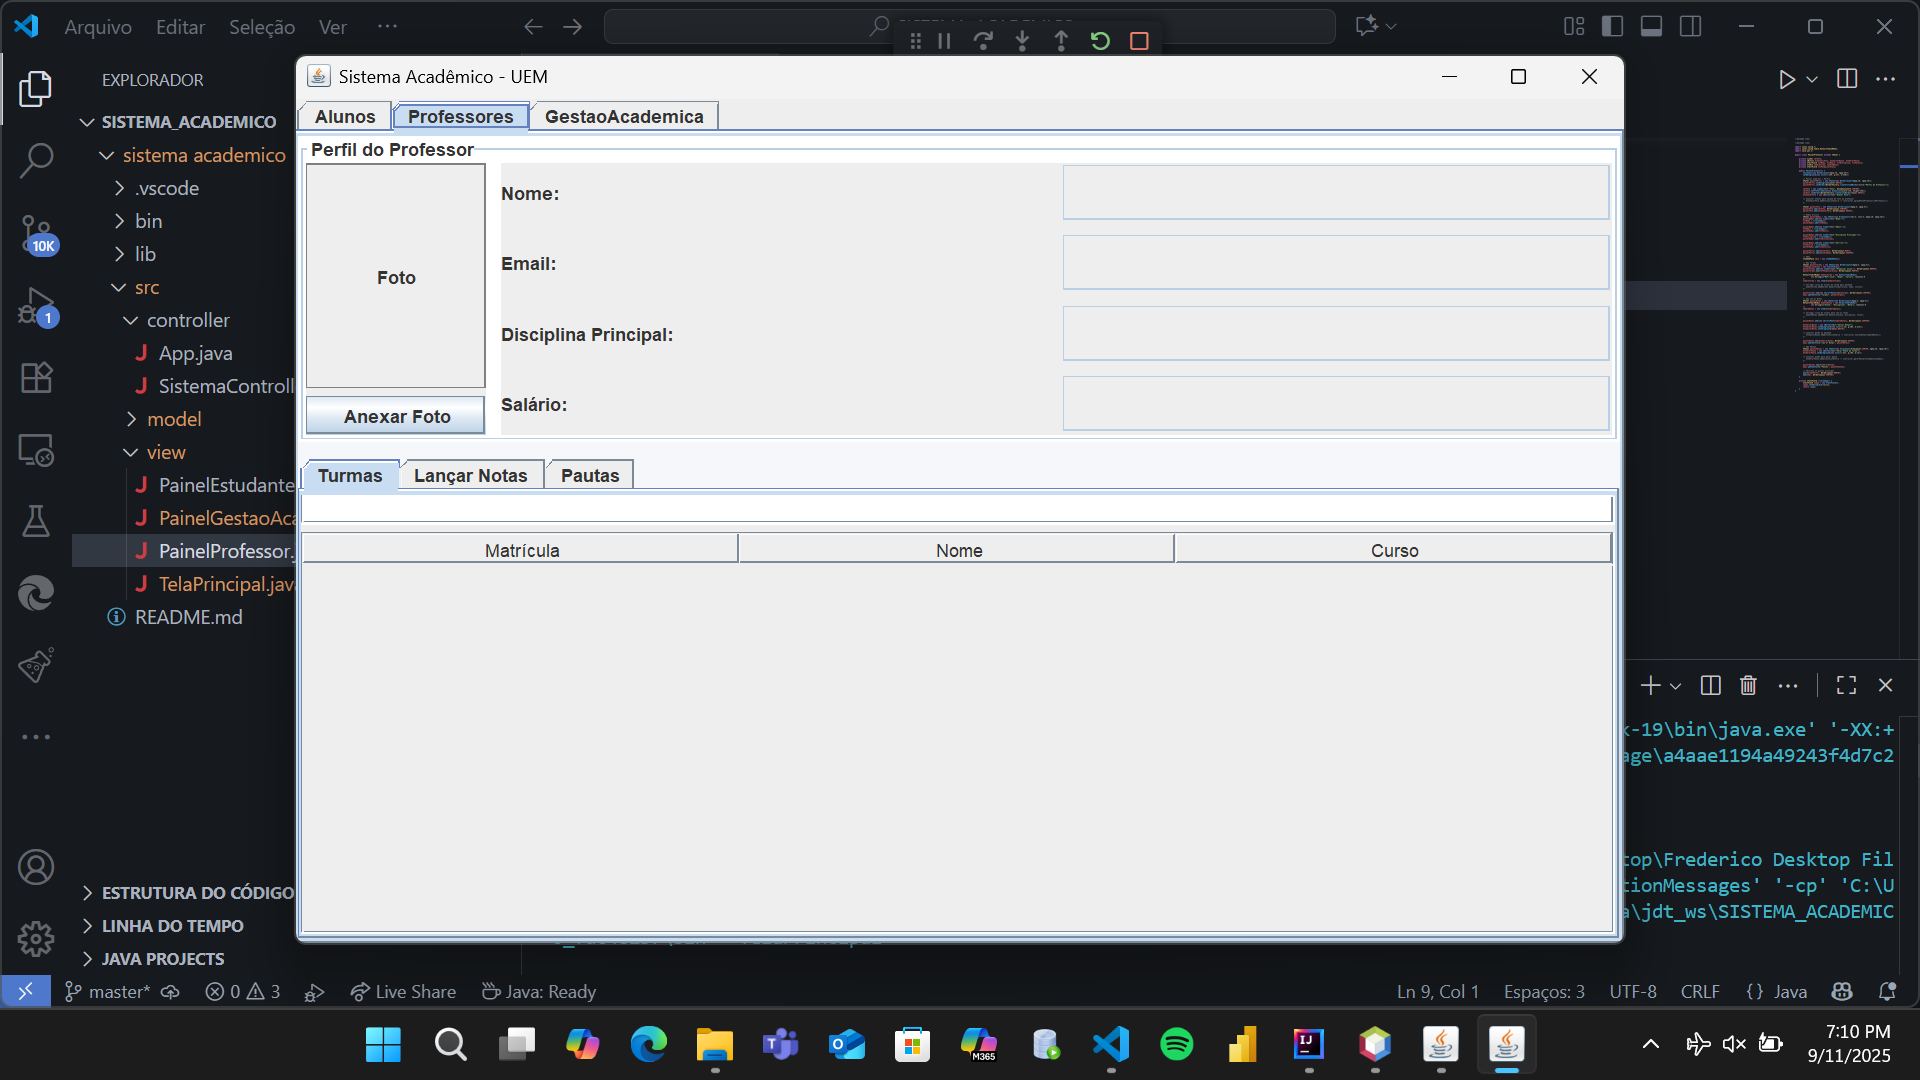 Arquivo Editar Seleção Ver ...
EXPLORADOR
SISTEMA_ACADEMICO
sistema academico
.vscode
bin
lib
src
controller
App.java
SistemaControll
model
view
PainelEstudante
PainelGestaoAca
PainelProfessor.
TelaPrincipal.jav
README.md
10K
1
ESTRUTURA DO CÓDIGO
LINHA DO TEMPO
JAVA PROJECTS
Sistema Acadêmico - UEM
Alunos Professores GestaoAcademica
Perfil do Professor
Foto
Anexar Foto
Nome:
Email:
Disciplina Principal:
Salário:
Turmas Lançar Notas Pautas
Matrícula Nome Curso
k-19\bin\java.exe' '-XX:+
age\a4aae1194a49243f4d7c2
top\Frederico Desktop Fil
tionMessages' '-cp' 'C:\U
a\jdt_ws\SISTEMA_ACADEMIC
master* 0 3 Live Share Java: Ready
Ln 9, Col 1 Espaços: 3 UTF-8 CRLF {} Java
M365
IJ
7:10 PM
9/11/2025